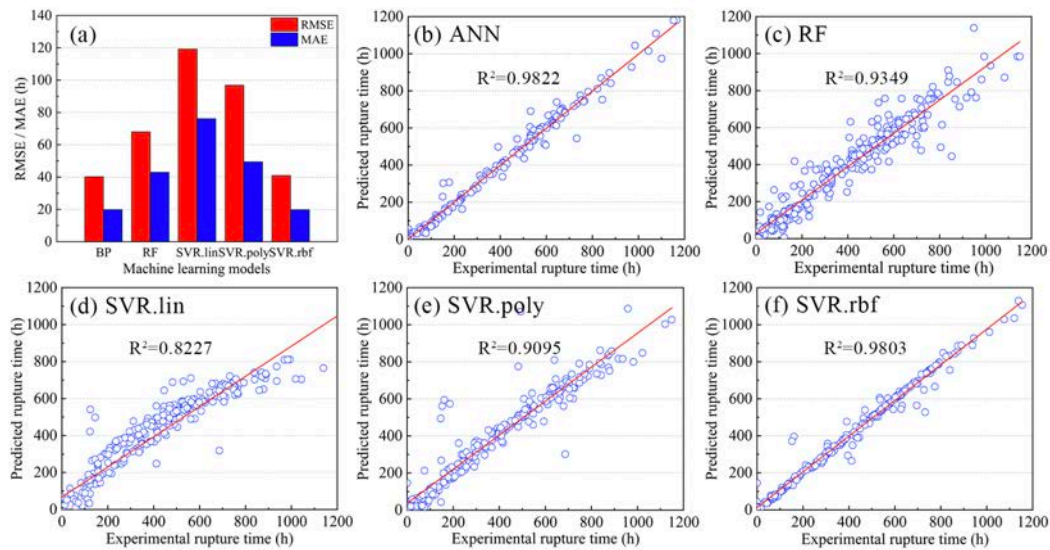 (a)
RMSE
MAE
140
120
100
80
60
40
20
0
RMSE / MAE (h)
BP RF SVR.lin SVR.poly SVR.rbf
Machine learning models
(b) ANN
R²=0.9822
1200
1000
800
600
400
200
0
Predicted rupture time (h)
0 200 400 600 800 1000 1200
Experimental rupture time (h)
(c) RF
R²=0.9349
1200
1000
800
600
400
200
0
Predicted rupture time (h)
0 200 400 600 800 1000 1200
Experimental rupture time (h)
(d) SVR.lin
R²=0.8227
1200
1000
800
600
400
200
0
Predicted rupture time (h)
0 200 400 600 800 1000 1200
Experimental rupture time (h)
(e) SVR.poly
R²=0.9095
1200
1000
800
600
400
200
0
Predicted rupture time (h)
0 200 400 600 800 1000 1200
Experimental rupture time (h)
(f) SVR.rbf
R²=0.9803
1200
1000
800
600
400
200
0
Predicted rupture time (h)
0 200 400 600 800 1000 1200
Experimental rupture time (h)